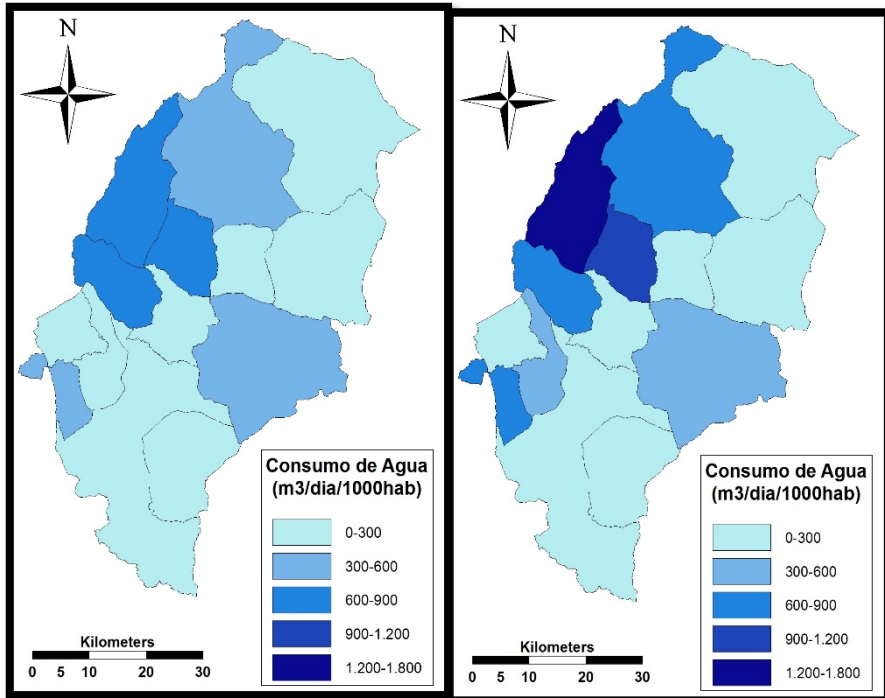 N
Consumo de Agua
(m3/dia/1000hab)
0-300
300-600
600-900
900-1.200
1.200-1.800
Kilometers
0 5 10 20 30
N
Consumo de Agua
(m3/dia/1000hab)
0-300
300-600
600-900
900-1.200
1.200-1.800
Kilometers
0 5 10 20 30